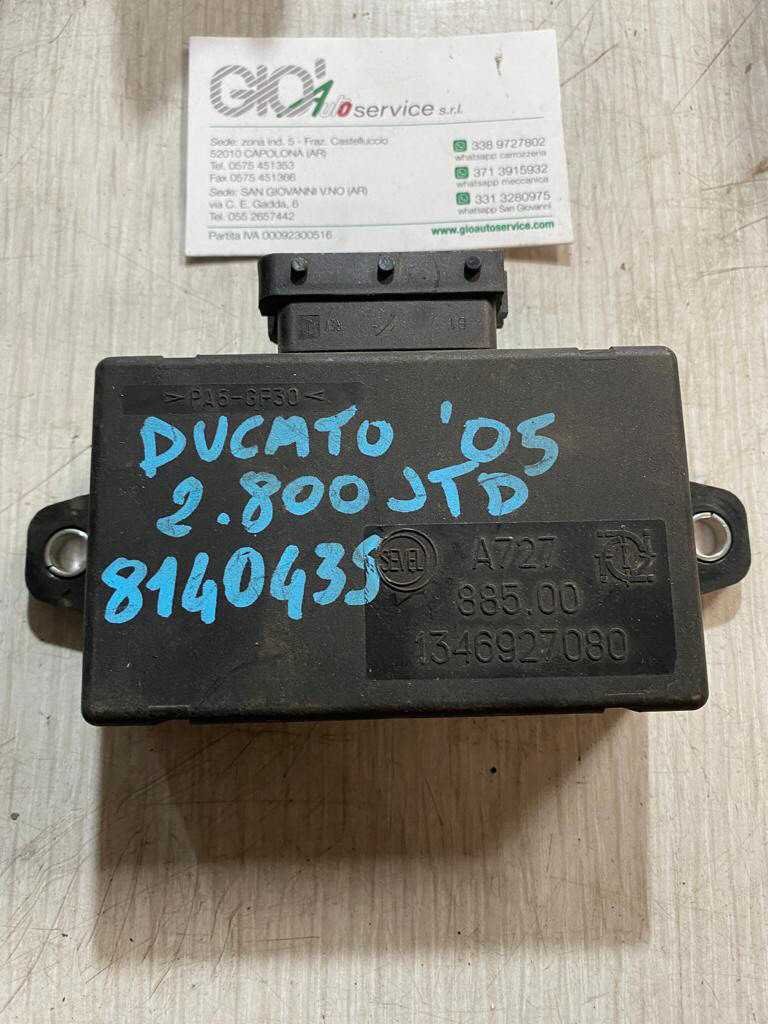 GIO' Autoservice s.r.l.
Sede: zona ind. 5 - Fraz. Castelluccio
52010 CAPOLONA (AR)
Tel. 0575 451353
Fax 0575 451366
Sede: SAN GIOVANNI V.NO (AR)
via C. E. Gadda, 6
Tel. 055 2657442
Partita IVA 00092300516
338 9727802
whatsapp carrozzeria
371 3915932
whatsapp meccanica
331 3280975
whatsapp San Giovanni
www.gioautoservice.com
>PA6-GF30<
DUCATO '05
2.800 JTD
8140435
SEVEL
A727
885.00
1346927080